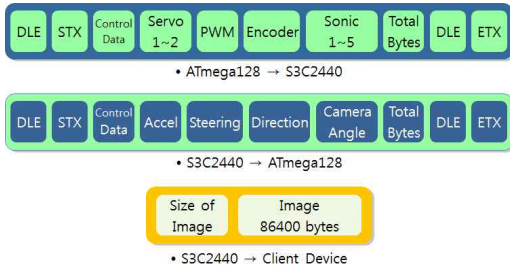 DLE STX Control Data Servo 1~2 PWM Encoder Sonic 1~5 Total Bytes DLE ETX
• ATmega128 → S3C2440
DLE STX Control Data Accel Steering Direction Camera Angle Total Bytes DLE ETX
• S3C2440 → ATmega128
Size of Image Image 86400 bytes
• S3C2440 → Client Device